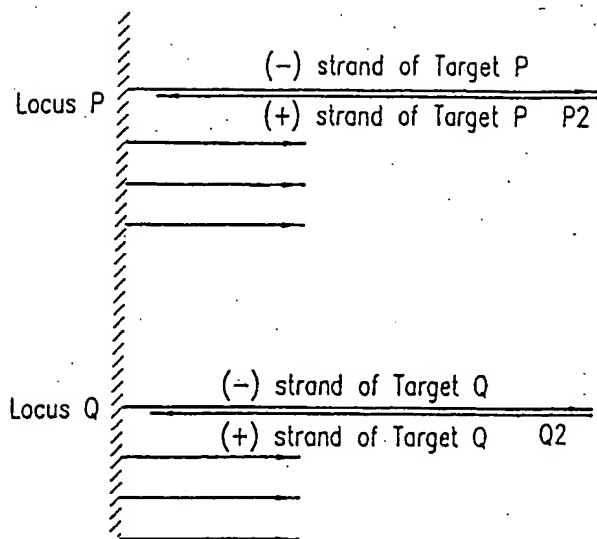 (-) strand of Target P
Locus P
(+) strand of Target P P2
(-) strand of Target Q
Locus Q
(+) strand of Target Q Q2